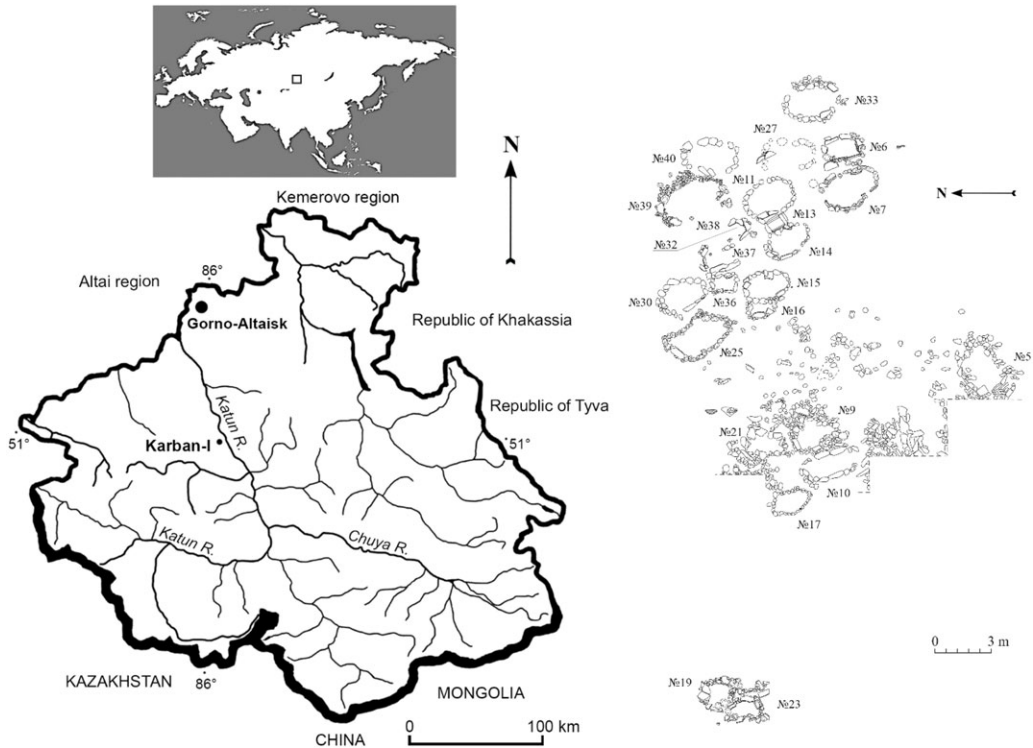 N
Kemerovo region
86°
Altai region
Gorno-Altaisk
Republic of Khakassia
Katun R.
Republic of Tyva
51°
Karban-I
51°
Katun R.
Chuya R.
KAZAKHSTAN
86°
MONGOLIA
CHINA
0 100 km
№33
№27
№6
№40
№11
N
№39
№7
№38
№13
№32
№37
№14
№15
№30
№36
№16
№25
№5
№9
№21
№10
№17
0 3 m
№19
№23